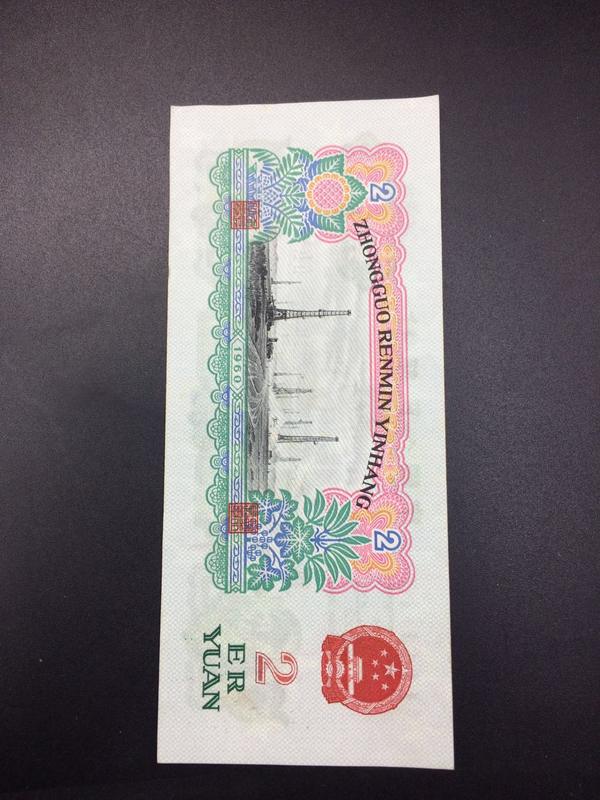 ZHONGGUO RENMIN YINHANG
2
2
1960
2
ER
YUAN